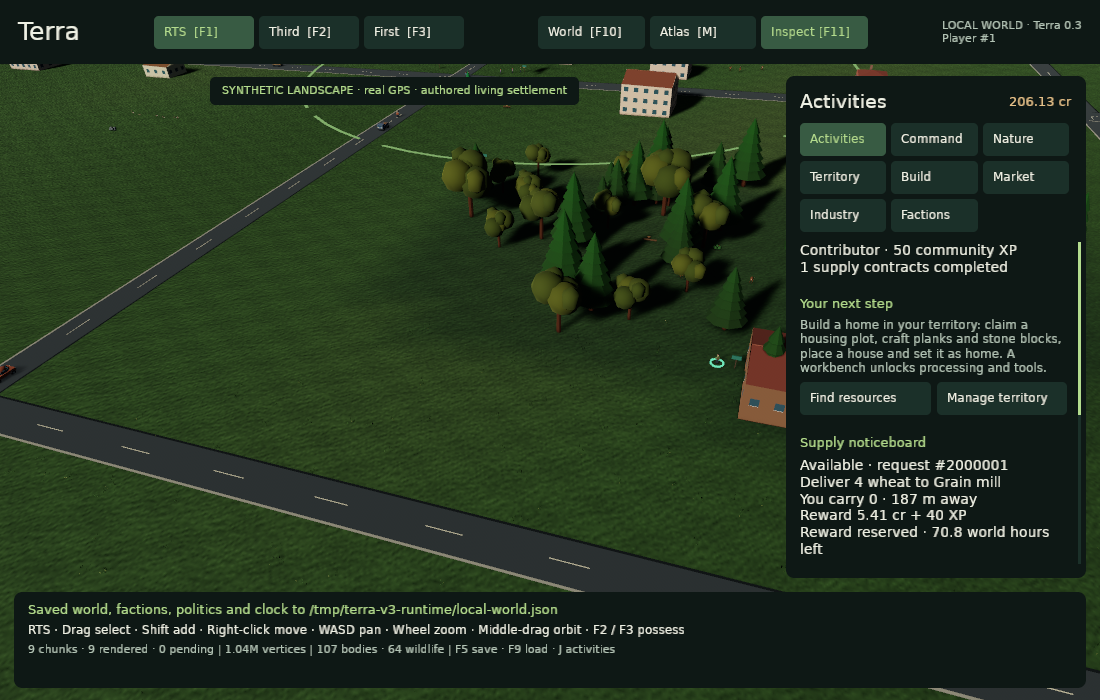 Terra
RTS [F1]
Third [F2]
First [F3]
World [F10]
Atlas [M]
Inspect [F11]
LOCAL WORLD · Terra 0.3
Player #1
SYNTHETIC LANDSCAPE · real GPS · authored living settlement
Activities
206.13 cr
Activities
Command
Nature
Territory
Build
Market
Industry
Factions
Contributor · 50 community XP
1 supply contracts completed
Your next step
Build a home in your territory: claim a
housing plot, craft planks and stone blocks,
place a house and set it as home. A
workbench unlocks processing and tools.
Find resources
Manage territory
Supply noticeboard
Available · request #2000001
Deliver 4 wheat to Grain mill
You carry 0 · 187 m away
Reward 5.41 cr + 40 XP
Reward reserved · 70.8 world hours
left
Saved world, factions, politics and clock to /tmp/terra-v3-runtime/local-world.json
RTS · Drag select · Shift add · Right-click move · WASD pan · Wheel zoom · Middle-drag orbit · F2 / F3 possess
9 chunks · 9 rendered · 0 pending | 1.04M vertices | 107 bodies · 64 wildlife | F5 save · F9 load · J activities